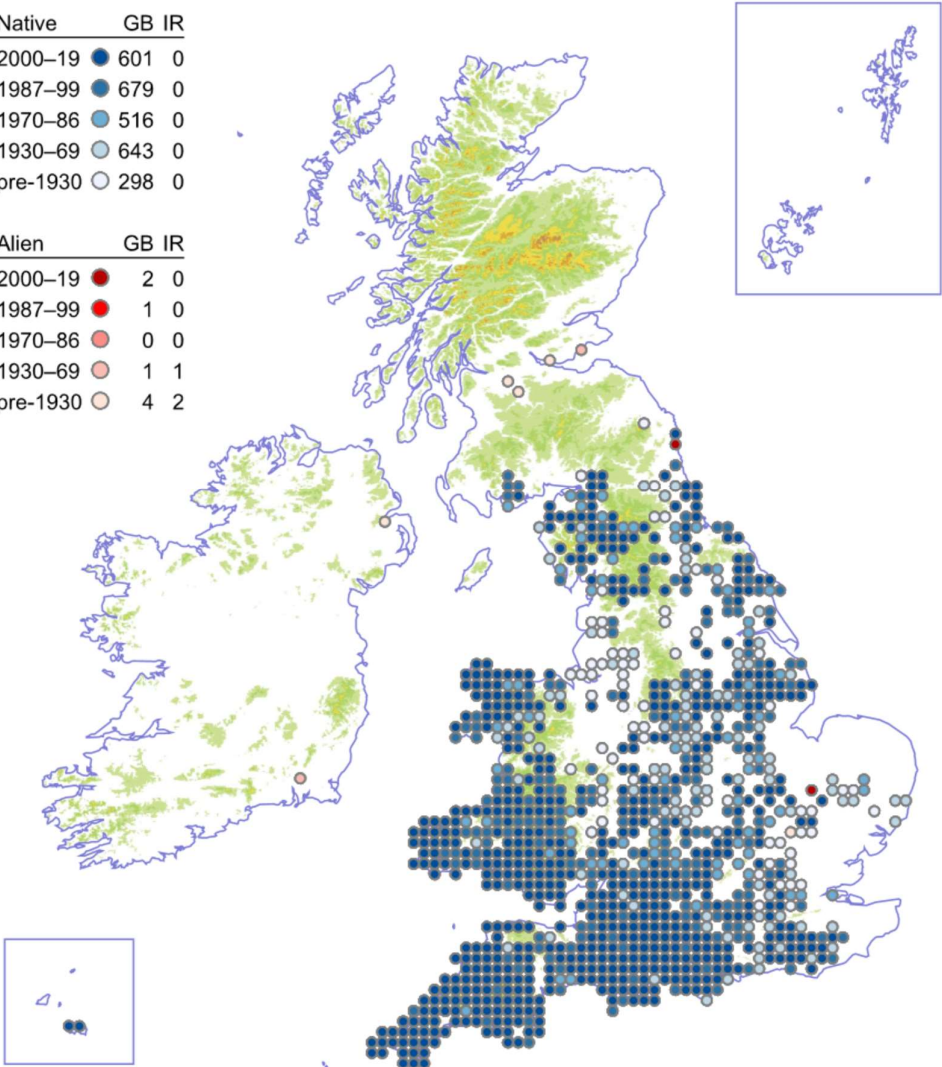 Native GB IR
2000–19 601 0
1987–99 679 0
1970–86 516 0
1930–69 643 0
pre-1930 298 0
Alien GB IR
2000–19 2 0
1987–99 1 0
1970–86 0 0
1930–69 1 1
pre-1930 4 2